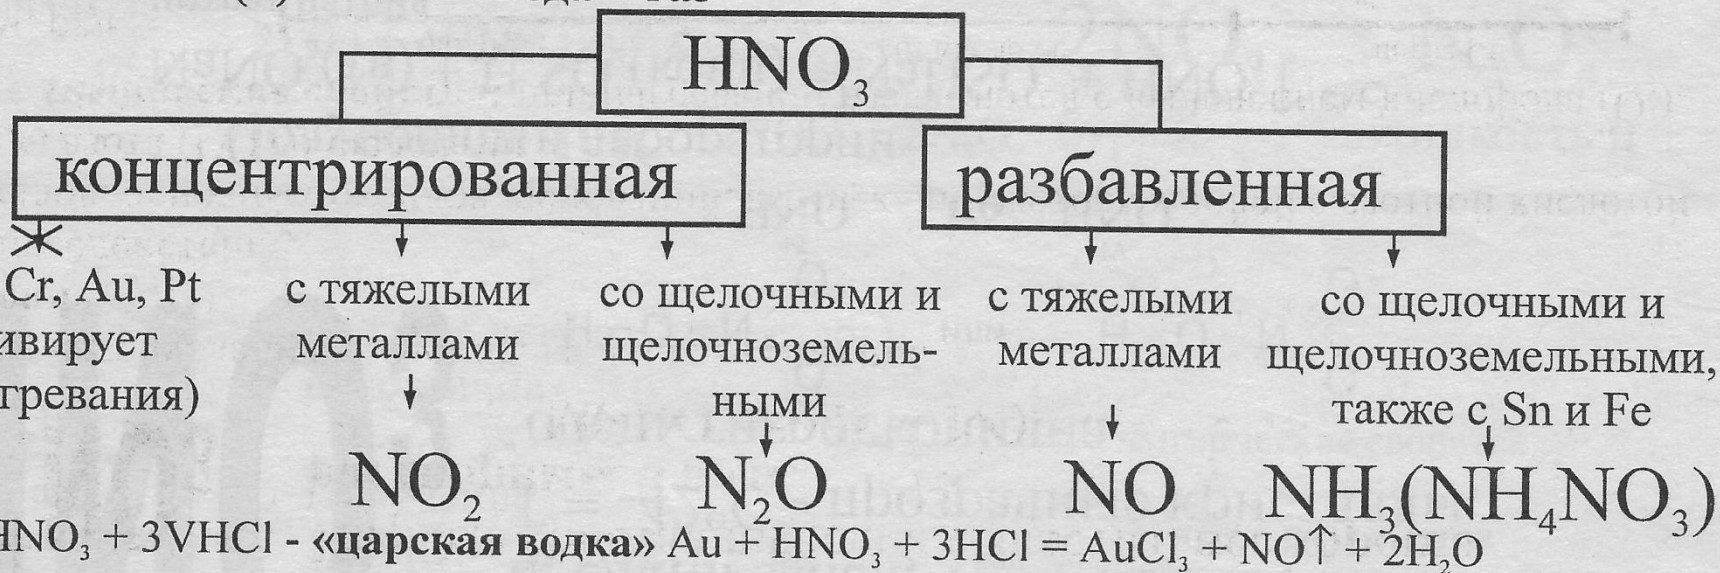 HNO₃
концентрированная
разбавленная
Cr, Au, Pt
ивирует
гревания)
с тяжелыми
металлами
NO₂
со щелочными и
щелочноземель-
ными
N₂O
с тяжелыми
металлами
NO
со щелочными и
щелочноземельными,
также с Sn и Fe
NH₃(NH₄NO₃)
HNO₃ + 3VHCl - «царская водка» Au + HNO₃ + 3HCl = AuCl₃ + NO↑ + 2H₂O